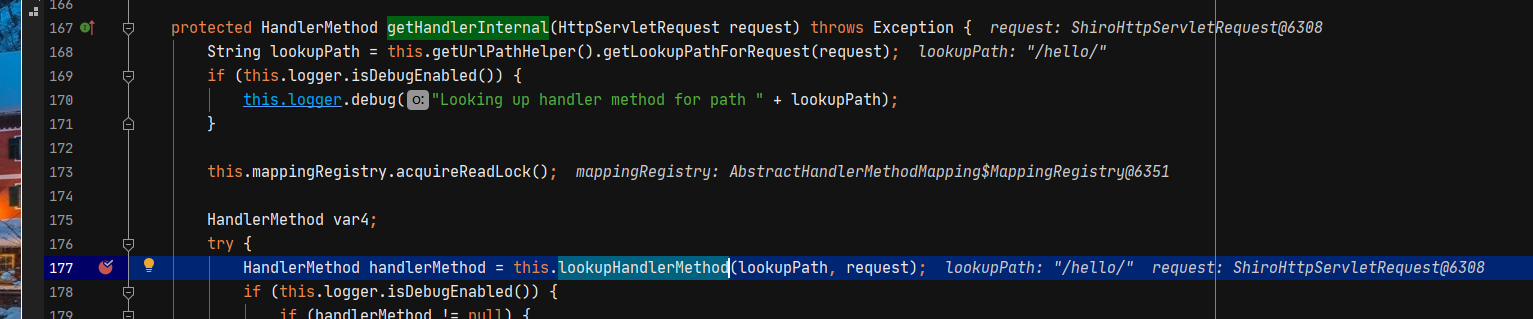 166
167 protected HandlerMethod getHandlerInternal(HttpServletRequest request) throws Exception { request: ShiroHttpServletRequest@6308
168 String lookupPath = this.getUrlPathHelper().getLookupPathForRequest(request); lookupPath: "/hello/"
169 if (this.logger.isDebugEnabled()) {
170 this.logger.debug( o: "Looking up handler method for path " + lookupPath);
171 }
172
173 this.mappingRegistry.acquireReadLock(); mappingRegistry: AbstractHandlerMethodMapping$MappingRegistry@6351
174
175 HandlerMethod var4;
176 try {
177 HandlerMethod handlerMethod = this.lookupHandlerMethod(lookupPath, request); lookupPath: "/hello/" request: ShiroHttpServletRequest@6308
178 if (this.logger.isDebugEnabled()) {
179 if (handlerMethod != null) {